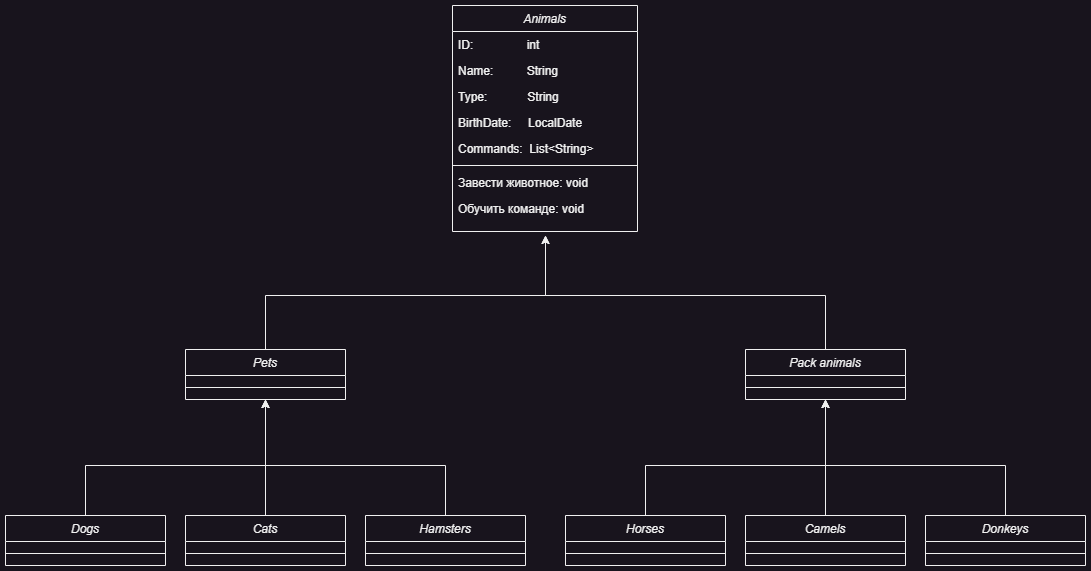 Animals
ID: int
Name: String
Type: String
BirthDate: LocalDate
Commands: List<String>
Завести животное: void
Обучить команде: void
Pets
Pack animals
Dogs
Cats
Hamsters
Horses
Camels
Donkeys